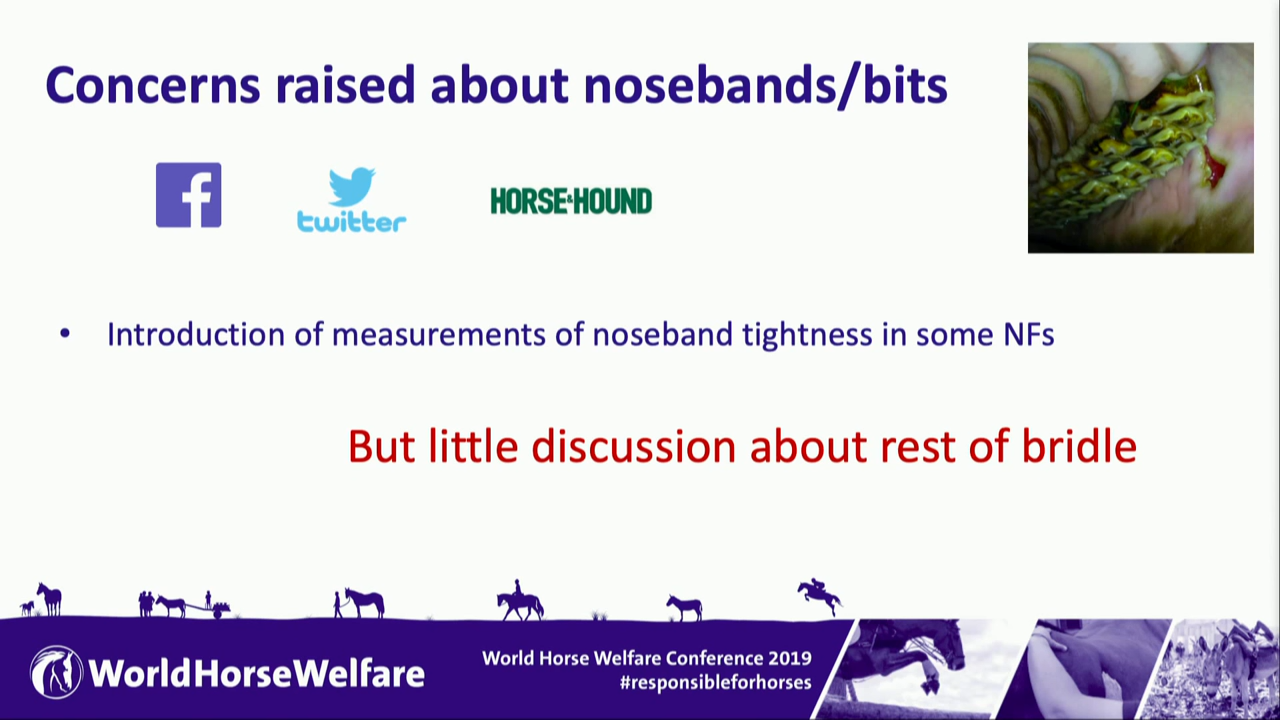 Concerns raised about nosebands/bits
f
twitter
HORSE&HOUND
• Introduction of measurements of noseband tightness in some NFs
But little discussion about rest of bridle
WorldHorseWelfare
World Horse Welfare Conference 2019
#responsibleforhorses